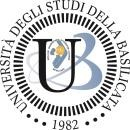 UNIVERSITÀ DEGLI STUDI DELLA BASILICATA
U B
· 1982 ·